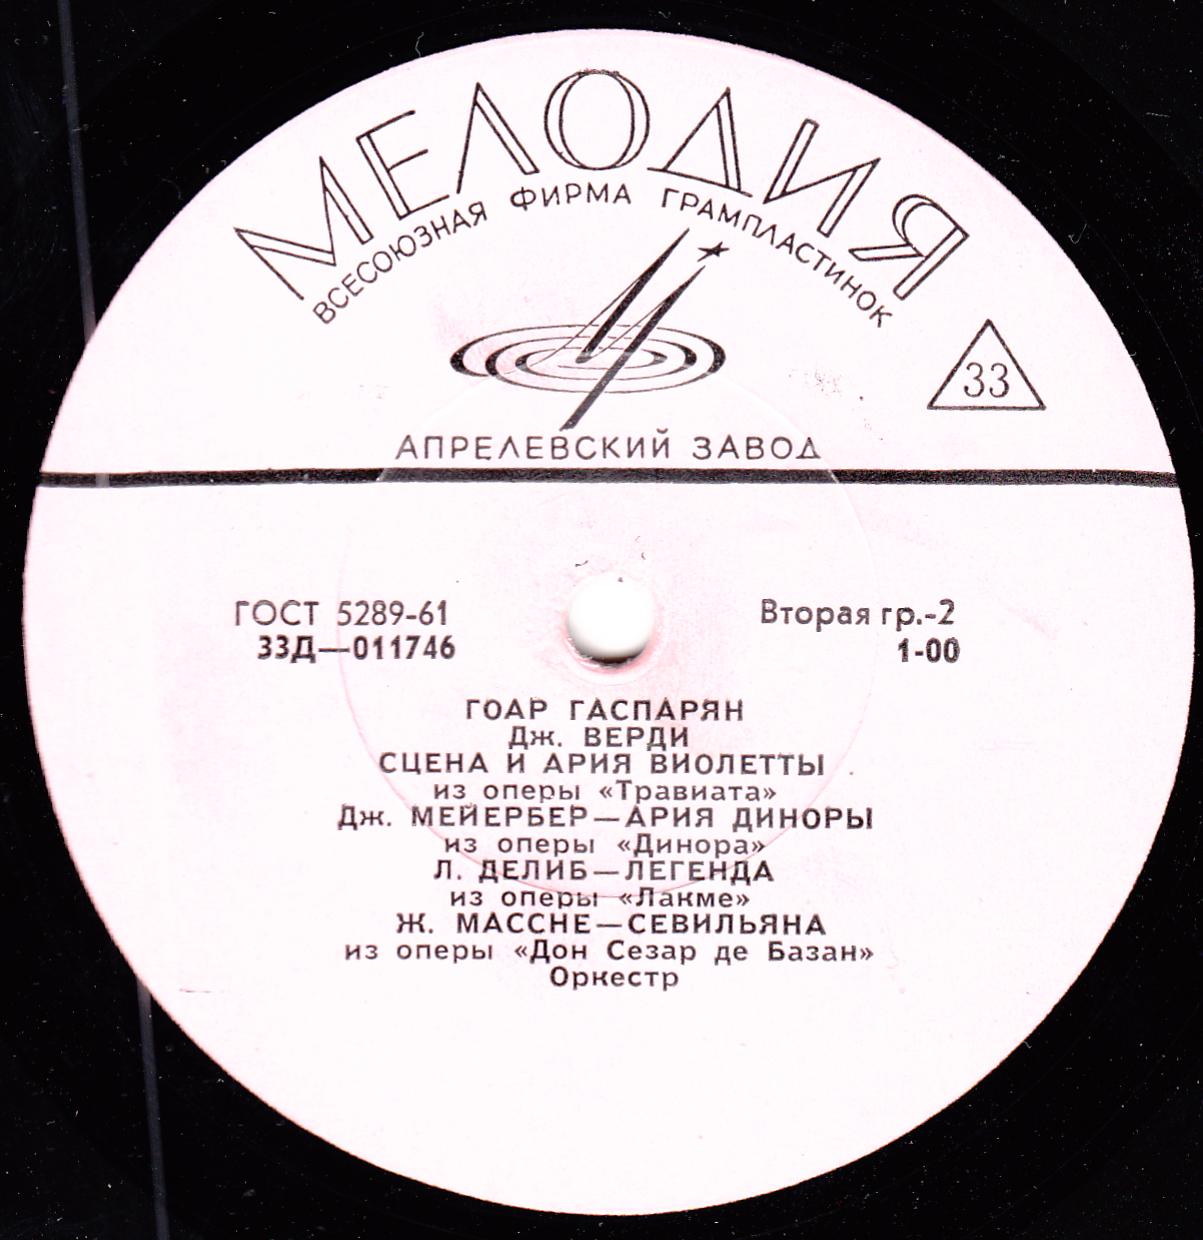 МЕЛОДИЯ
ВСЕСОЮЗНАЯ ФИРМА ГРАМПЛАСТИНОК
33
АПРЕЛЕВСКИЙ ЗАВОД
ГОСТ 5289-61
Вторая гр.-2
33Д—011746
1-00
ГОАР ГАСПАРЯН
Дж. ВЕРДИ
СЦЕНА И АРИЯ ВИОЛЕТТЫ
из оперы «Травиата»
Дж. МЕЙЕРБЕР—АРИЯ ДИНОРЫ
из оперы «Динора»
Л. ДЕЛИБ—ЛЕГЕНДА
из оперы «Лакме»
Ж. МАССНЕ—СЕВИЛЬЯНА
из оперы «Дон Сезар де Базан»
Оркестр